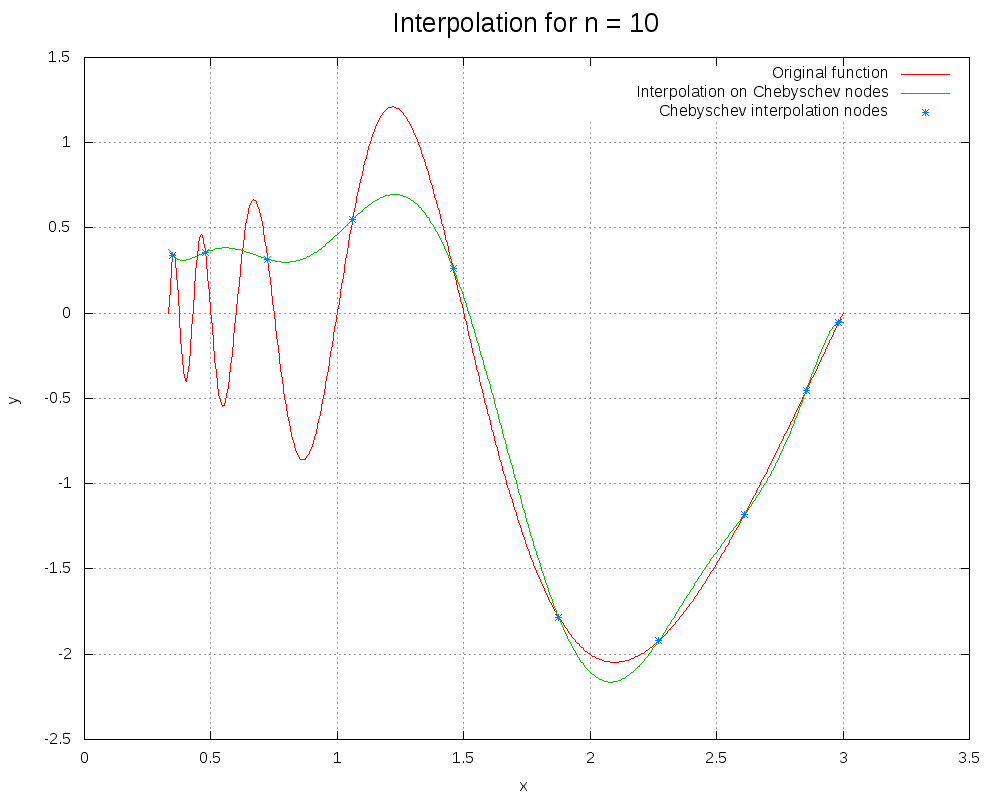 Interpolation for n = 10
Original function
Interpolation on Chebyschev nodes
Chebyschev interpolation nodes
1.5
1
0.5
0
-0.5
-1
-1.5
-2
-2.5
y
0 0.5 1 1.5 2 2.5 3 3.5
x